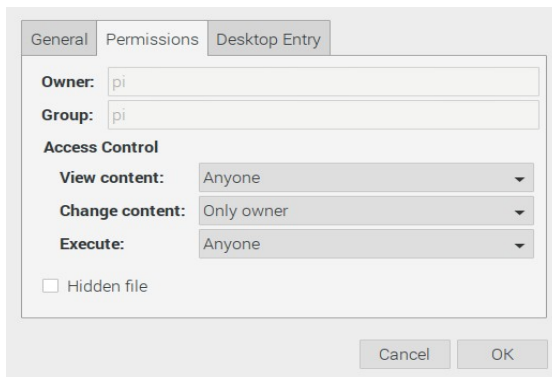 General Permissions Desktop Entry
Owner: pi
Group: pi
Access Control
View content: Anyone
Change content: Only owner
Execute: Anyone
Hidden file
Cancel OK